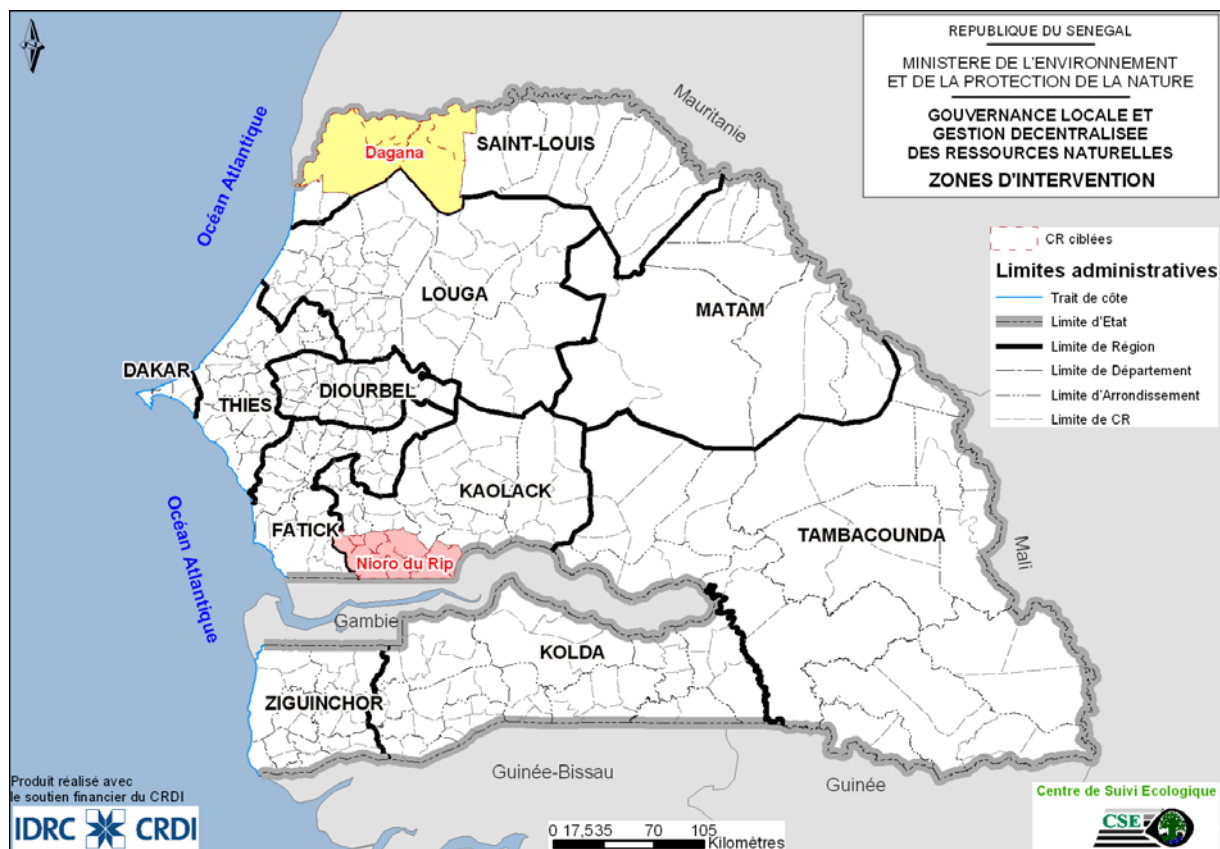 REPUBLIQUE DU SENEGAL
MINISTERE DE L'ENVIRONNEMENT
ET DE LA PROTECTION DE LA NATURE
GOUVERNANCE LOCALE ET
GESTION DECENTRALISEE
DES RESSOURCES NATURELLES
ZONES D'INTERVENTION
Mauritanie
Océan Atlantique
Dagana
SAINT-LOUIS
CR ciblées
Limites administratives
Trait de côte
Limite d'Etat
Limite de Région
Limite de Département
Limite d'Arrondissement
Limite de CR
LOUGA
MATAM
DAKAR
THIES
DIOURBEL
KAOLACK
Océan Atlantique
FATICK
Nioro du Rip
TAMBACOUNDA
Mali
Gambie
KOLDA
ZIGUINCHOR
Guinée-Bissau
Guinée
Produit réalisé avec
le soutien financier du CRDI
IDRC CRDI
0 17,535 70 105
Kilomètres
Centre de Suivi Ecologique
CSE